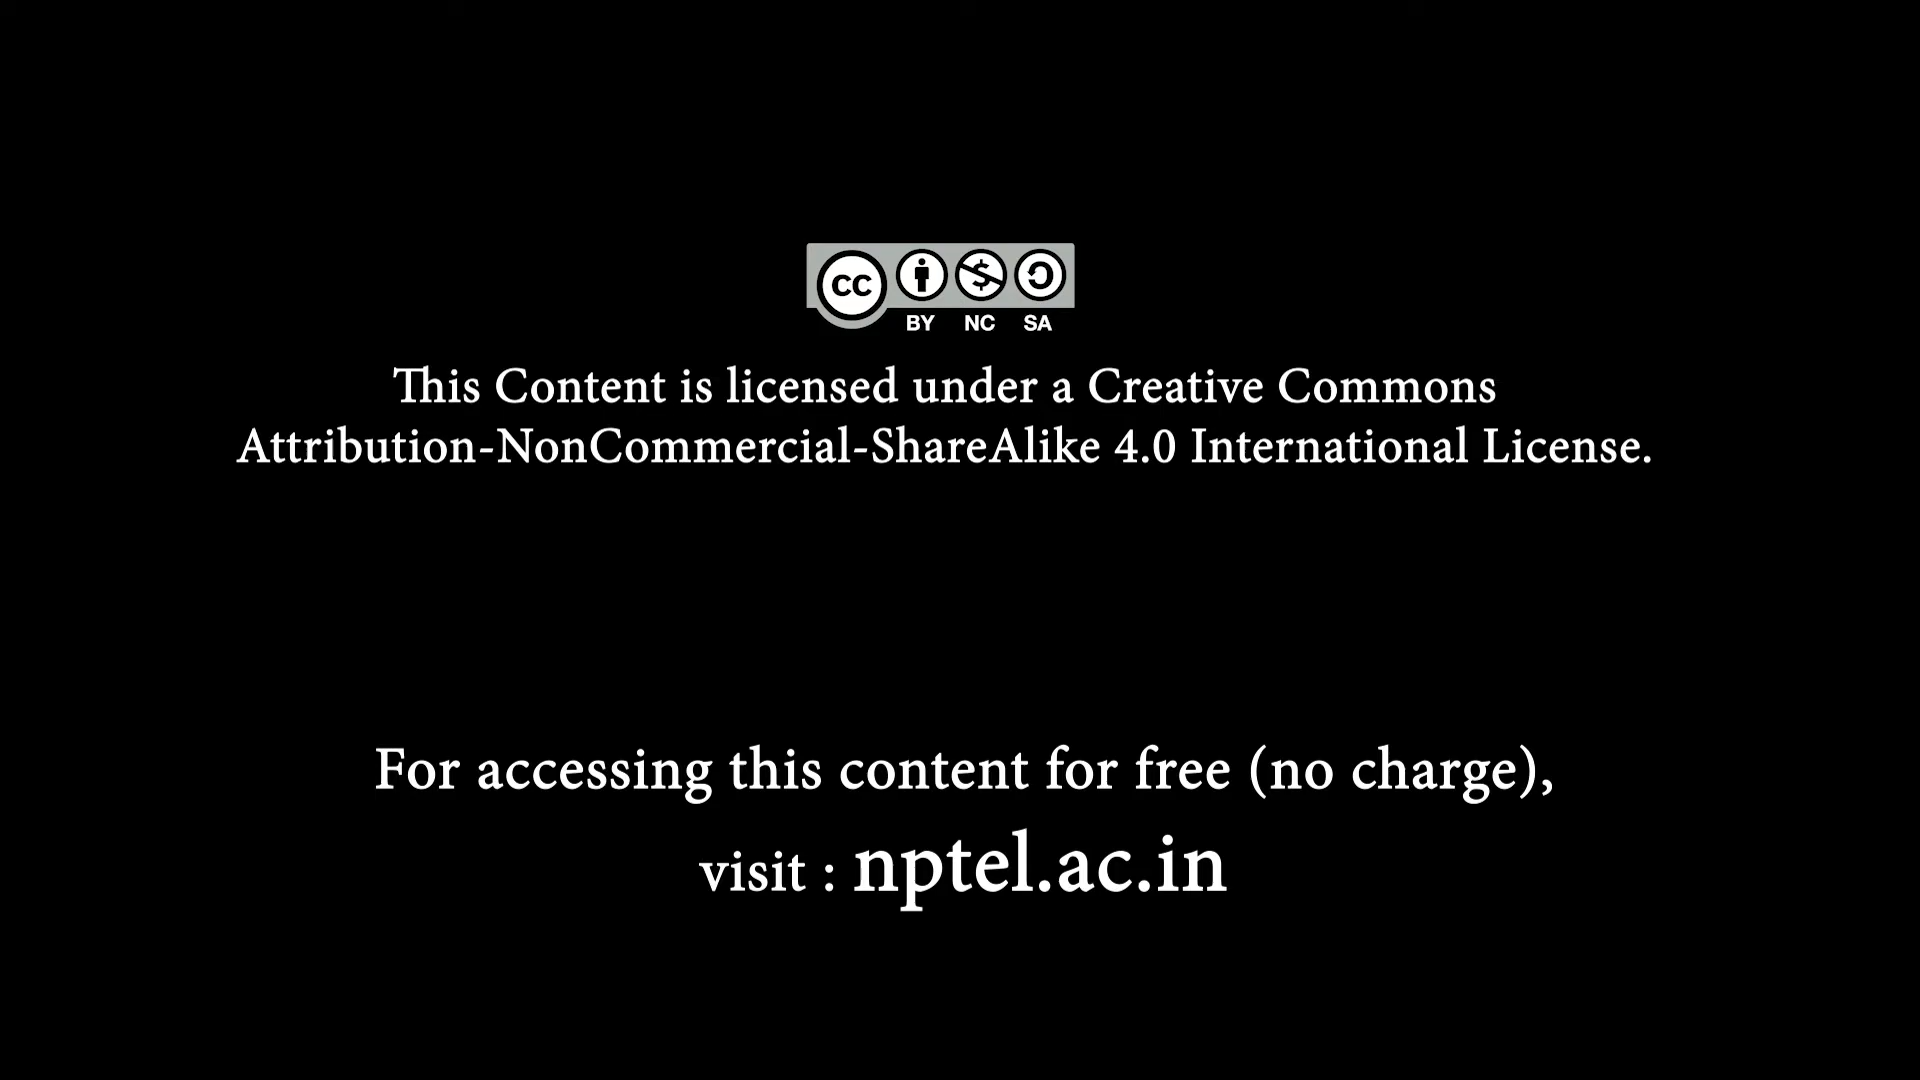 cc
BY NC SA
This Content is licensed under a Creative Commons
Attribution-NonCommercial-ShareAlike 4.0 International License.
For accessing this content for free (no charge),
visit : nptel.ac.in